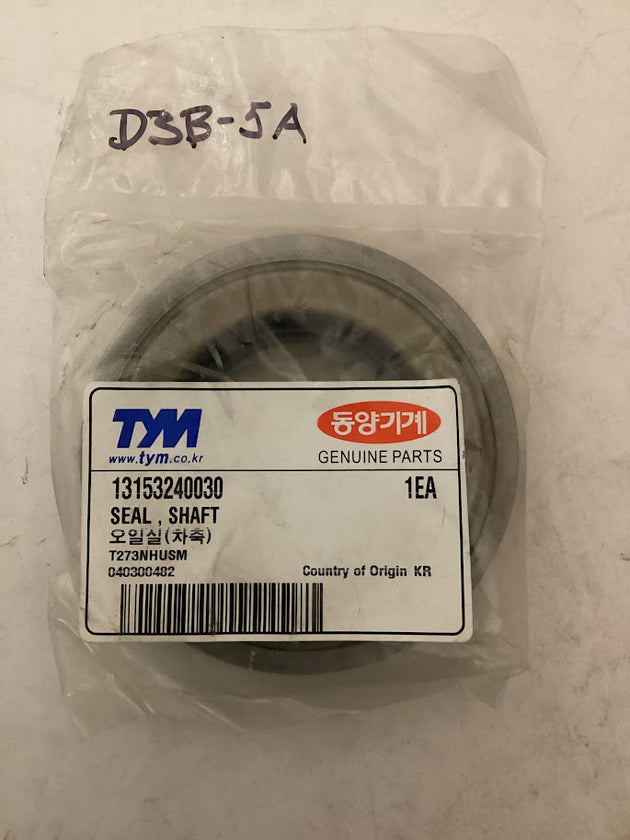 D3B-5A
TYM
동양기계
www.tym.co.kr
GENUINE PARTS
13153240030 1EA
SEAL , SHAFT
오일실(차축)
T273NHUSM
040300482 Country of Origin KR